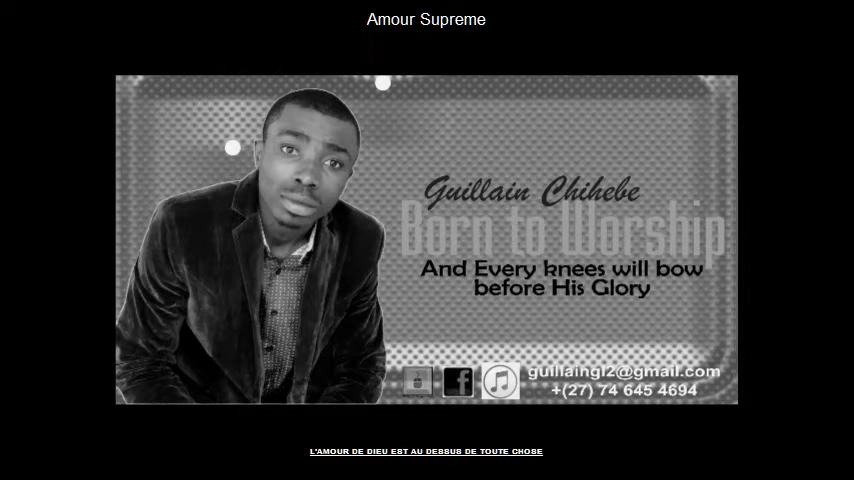 Amour Supreme
Guillain Chihebe
Born to Worship
And Every knees will bow
before His Glory
guillaingl2@gmail.com
+(27) 74 645 4694
L'AMOUR DE DIEU EST AU DESSUS DE TOUTE CHOSE